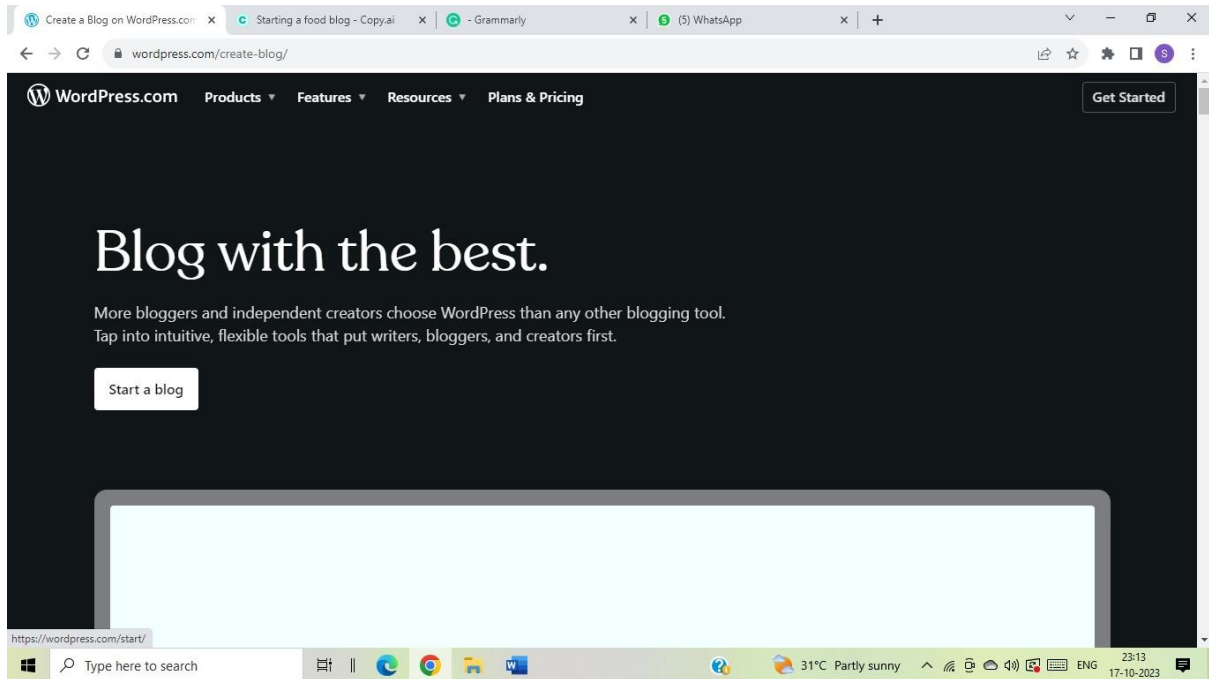 Create a Blog on WordPress.com
Starting a food blog - Copy.ai
- Grammarly
(5) WhatsApp
wordpress.com/create-blog/
S
WordPress.com Products Features Resources Plans & Pricing Get Started
Blog with the best.
More bloggers and independent creators choose WordPress than any other blogging tool.
Tap into intuitive, flexible tools that put writers, bloggers, and creators first.
Start a blog
https://wordpress.com/start/
Type here to search
31°C Partly sunny
ENG
23:13
17-10-2023